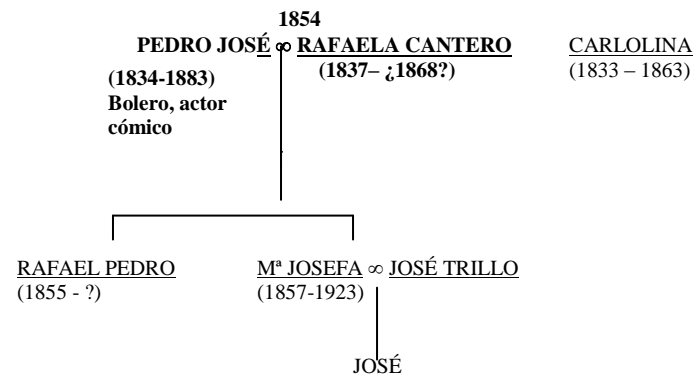 1854
PEDRO JOSÉ ∞ RAFAELA CANTERO CARLOLINA
(1834-1883) (1837– ¿1868?) (1833 – 1863)
Bolero, actor
cómico
RAFAEL PEDRO Mª JOSEFA ∞ JOSÉ TRILLO
(1855 - ?) (1857-1923)
JOSÉ